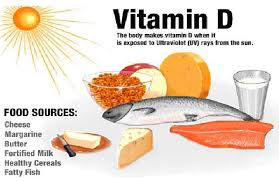 Vitamin D
The body makes vitamin D when it
is exposed to Ultraviolet (UV) rays from the sun.
FOOD SOURCES:
Cheese
Margarine
Butter
Fortified Milk
Healthy Cereals
Fatty Fish